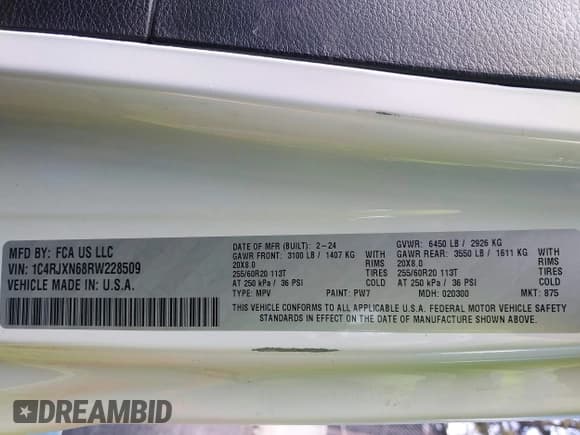 MFD BY: FCA US LLC
VIN: 1C4RJXN68RW228509
VEHICLE MADE IN: U.S.A.
DATE OF MFR (BUILT): 2-24
GAWR FRONT: 3100 LB / 1407 KG
20X8.0
255/60R20 113T
AT 250 kPa / 36 PSI
TYPE: MPV
PAINT: PW7
WITH
RIMS
TIRES
COLD
GVWR: 6450 LB / 2926 KG
GAWR REAR: 3550 LB / 1611 KG
20X8.0
255/60R20 113T
AT 250 kPa / 36 PSI
MDH: 020300
WITH
RIMS
TIRES
COLD
MKT: 875
THIS VEHICLE CONFORMS TO ALL APPLICABLE U.S.A. FEDERAL MOTOR VEHICLE SAFETY
STANDARDS IN EFFECT ON THE DATE OF MANUFACTURE SHOWN ABOVE.
DREAMBID